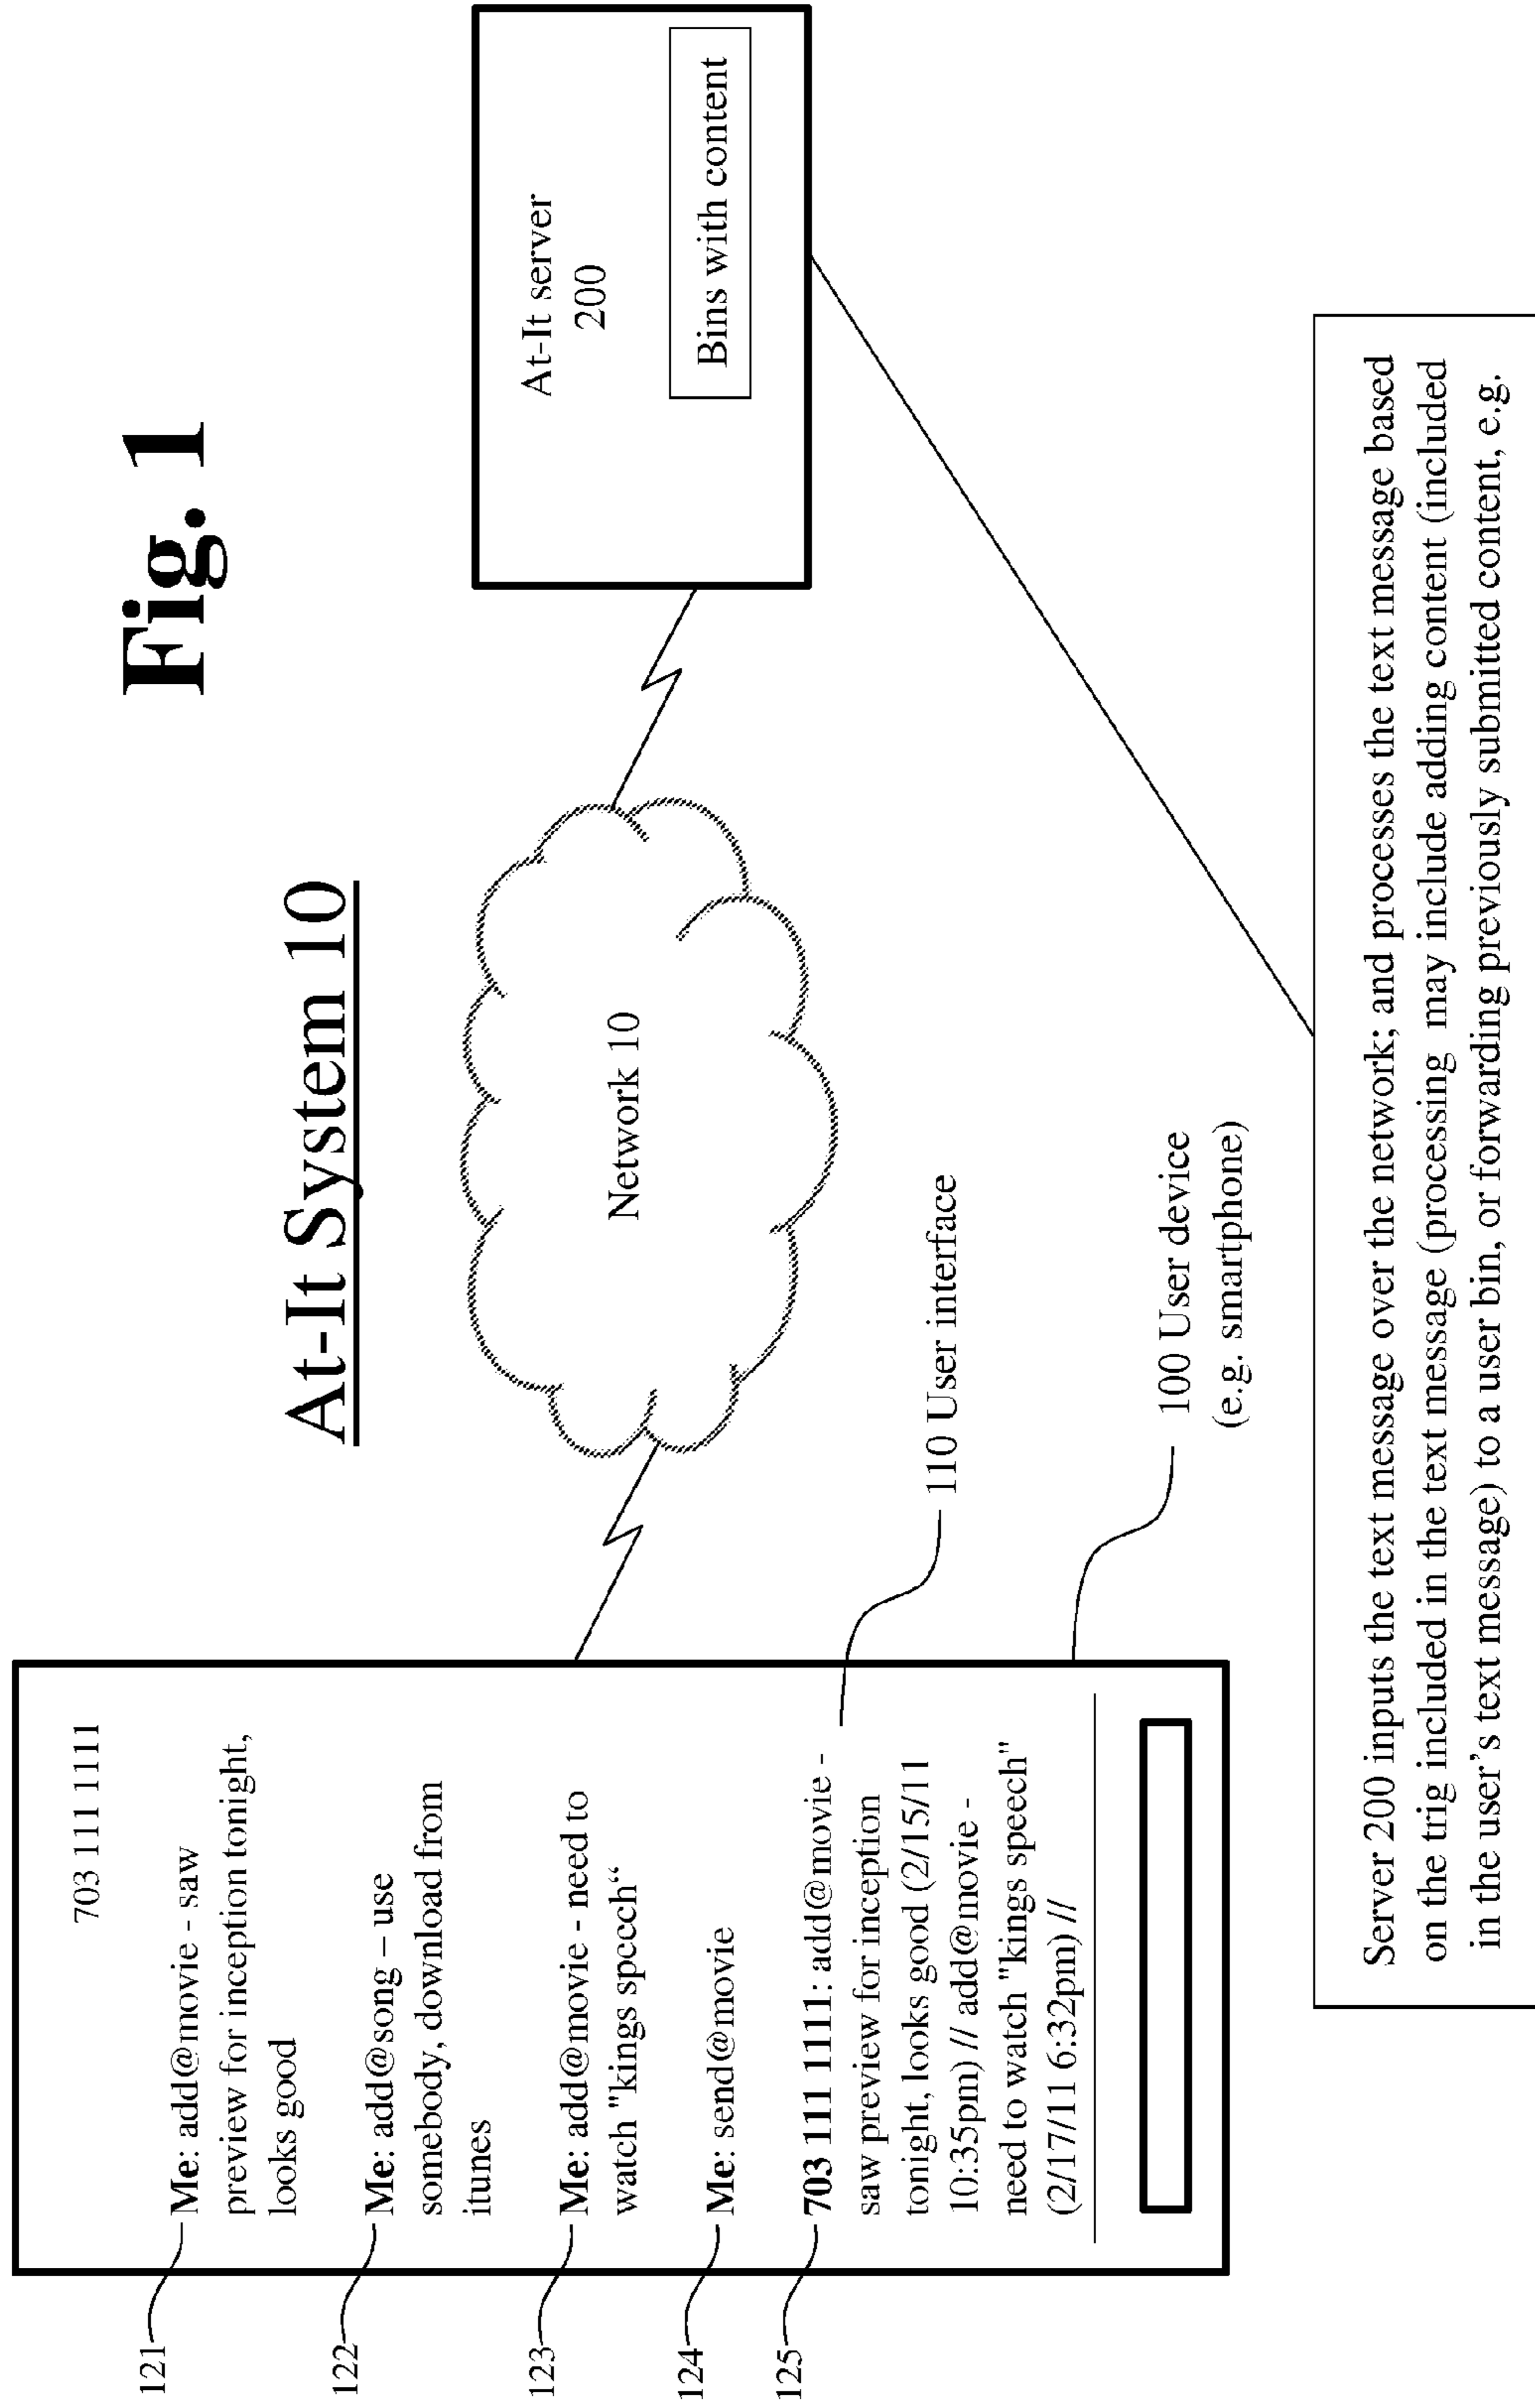 Fig. 1
At-It System 10
703 111 1111
121
Me: add@movie - saw
preview for inception tonight,
looks good
122
Me: add@song – use
somebody, download from
itunes
123
Me: add@movie - need to
watch "kings speech“
124
Me: send@movie
125
703 111 1111: add@movie -
saw preview for inception
tonight, looks good (2/15/11
10:35pm) // add@movie -
need to watch "kings speech"
(2/17/11 6:32pm) //
110 User interface
100 User device
(e.g. smartphone)
Network 10
At-It server
200
Bins with content
Server 200 inputs the text message over the network; and processes the text message based
on the trig included in the text message (processing may include adding content (included
in the user’s text message) to a user bin, or forwarding previously submitted content, e.g.